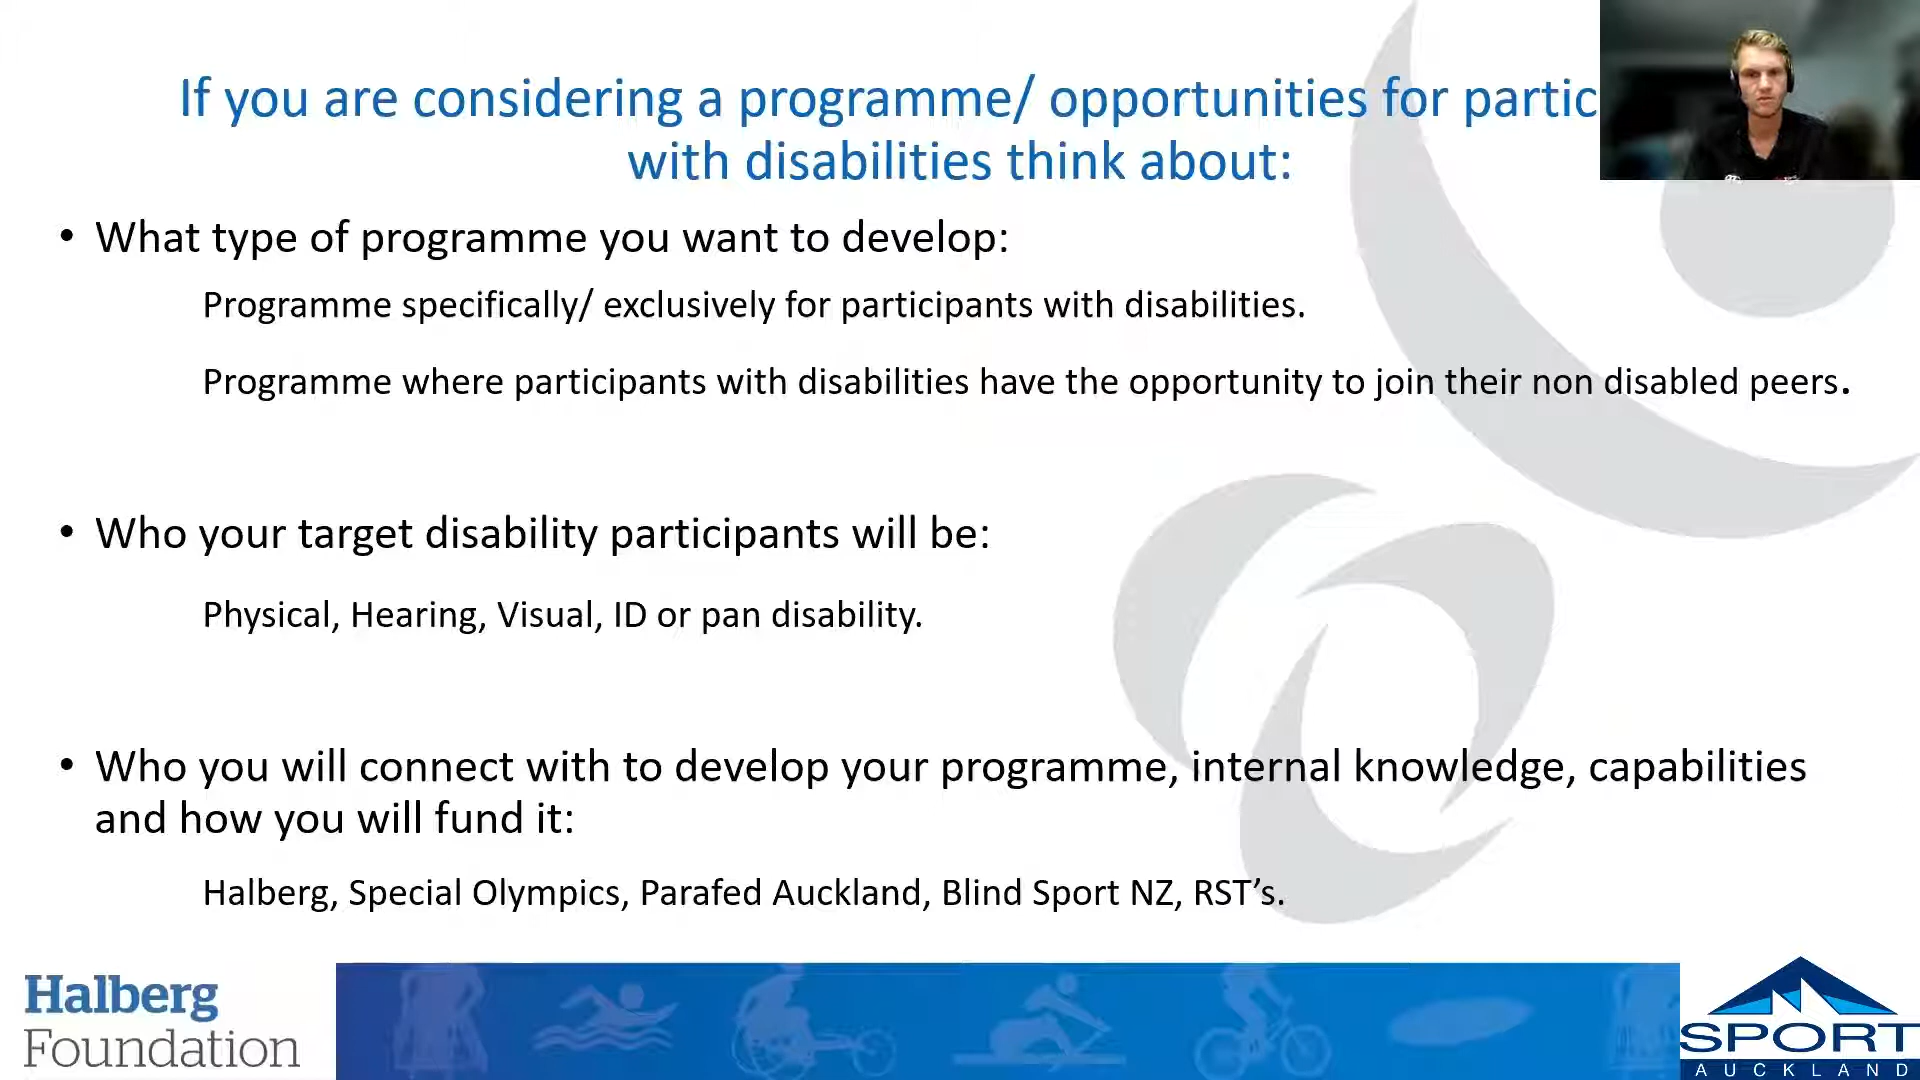 If you are considering a programme/ opportunities for partic
with disabilities think about:
• What type of programme you want to develop:
Programme specifically/ exclusively for participants with disabilities.
Programme where participants with disabilities have the opportunity to join their non disabled peers.
• Who your target disability participants will be:
Physical, Hearing, Visual, ID or pan disability.
• Who you will connect with to develop your programme, internal knowledge, capabilities
and how you will fund it:
Halberg, Special Olympics, Parafed Auckland, Blind Sport NZ, RST’s.
Halberg
Foundation
SPORT
AUCKLAND